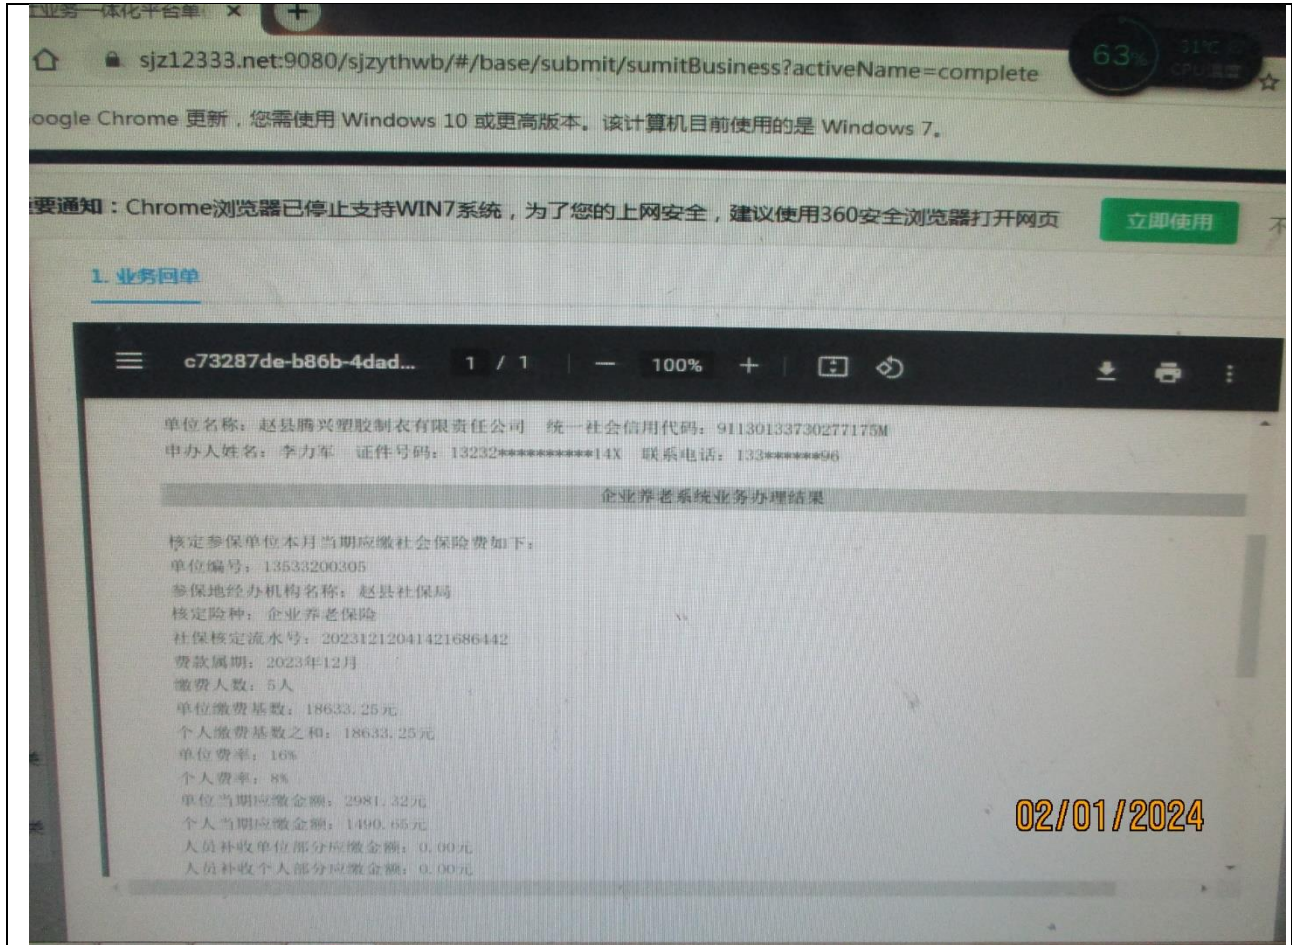 业务一体化平台单 × +
sjz12333.net:9080/sjzythwb/#/base/submit/sumitBusiness?activeName=complete
63%
31℃
CPU温度
oogle Chrome 更新，您需使用 Windows 10 或更高版本。该计算机目前使用的是 Windows 7。
要通知：Chrome浏览器已停止支持WIN7系统，为了您的上网安全，建议使用360安全浏览器打开网页 立即使用 不
1. 业务回单
c73287de-b86b-4dad... 1 / 1 — 100% +
单位名称：赵县腾兴塑胶制衣有限责任公司 统一社会信用代码：91130133730277175M
申办人姓名：李力军 证件号码：13232**********14X 联系电话：133******96
企业养老系统业务办理结果
核定参保单位本月当期应缴社会保险费如下：
单位编号：13533200305
参保地经办机构名称：赵县社保局
核定险种：企业养老保险
社保核定流水号：20231212041421686442
费款属期：2023年12月
缴费人数：5人
单位缴费基数：18633.25元
个人缴费基数之和：18633.25元
单位费率：16%
个人费率：8%
单位当期应缴金额：2981.32元
个人当期应缴金额：1490.65元
人员补收单位部分应缴金额：0.00元
人员补收个人部分应缴金额：0.00元
02/01/2024